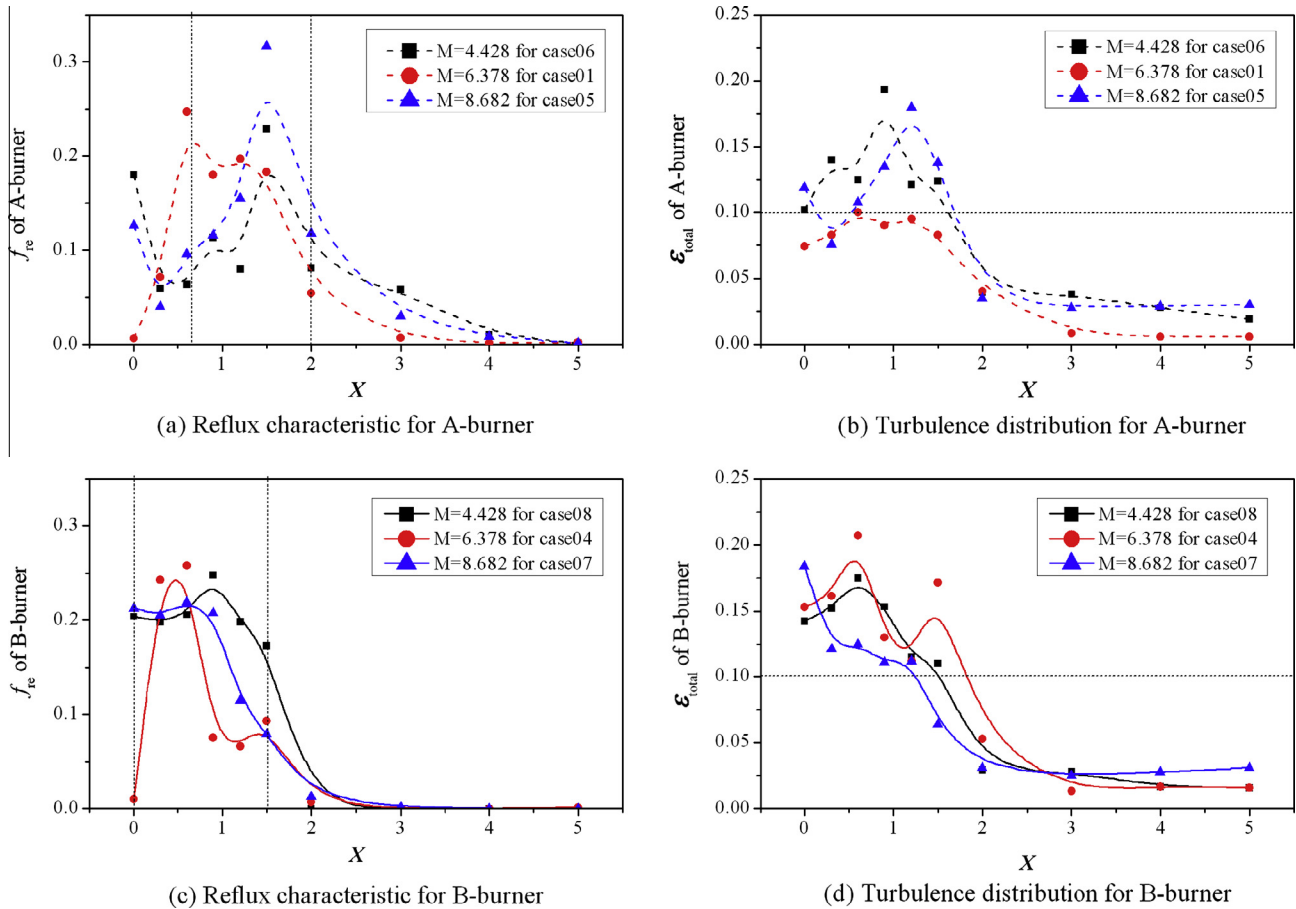 f_re of A-burner
0.3
0.2
0.1
0.0
M=4.428 for case06
M=6.378 for case01
M=8.682 for case05
0 1 2 3 4 5
X
(a) Reflux characteristic for A-burner
ε_total of A-burner
0.25
0.20
0.15
0.10
0.05
0.00
M=4.428 for case06
M=6.378 for case01
M=8.682 for case05
0 1 2 3 4 5
X
(b) Turbulence distribution for A-burner
f_re of B-burner
0.3
0.2
0.1
0.0
M=4.428 for case08
M=6.378 for case04
M=8.682 for case07
0 1 2 3 4 5
X
(c) Reflux characteristic for B-burner
ε_total of B-burner
0.25
0.20
0.15
0.10
0.05
0.00
M=4.428 for case08
M=6.378 for case04
M=8.682 for case07
0 1 2 3 4 5
X
(d) Turbulence distribution for B-burner